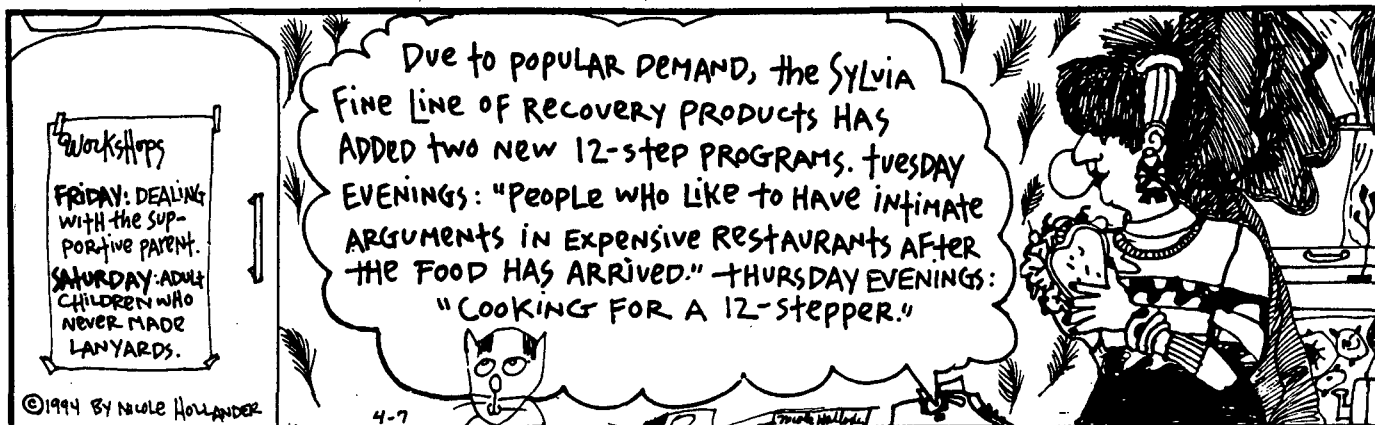 Workshops
FRIDAY: DEALING
WITH the SUP-
PORTIVE PARENT.
SATURDAY: ADULT
CHILDREN WHO
NEVER MADE
LANYARDS.
©1994 BY NICOLE HOLLANDER
Due to POPULAR DEMAND, the SYLVIA
FINE LINE OF RECOVERY PRODUCTS HAS
ADDED two NEW 12-step PROGRAMS. tUESDAY
EVENINGS: "PEOPLE WHO LIKE TO HAVE INTIMATE
ARGUMENTS IN EXPENSIVE RESTAURANTS AFTER
THE FOOD HAS ARRIVED." THURSDAY EVENINGS:
"COOKING FOR A 12-STEPPER."
4-7
Nicole Hollander